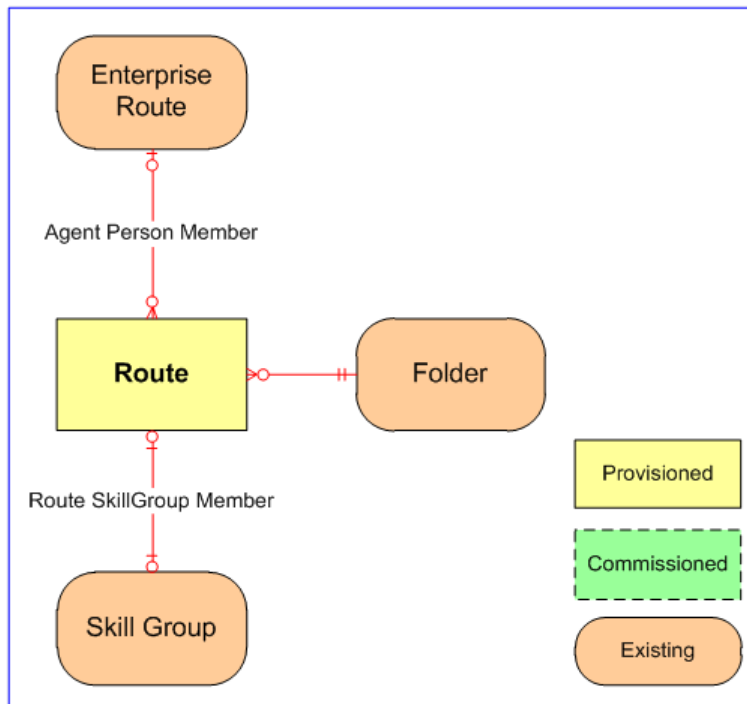 Enterprise
Route
Agent Person Member
Route
Folder
Route SkillGroup Member
Skill Group
Provisioned
Commissioned
Existing